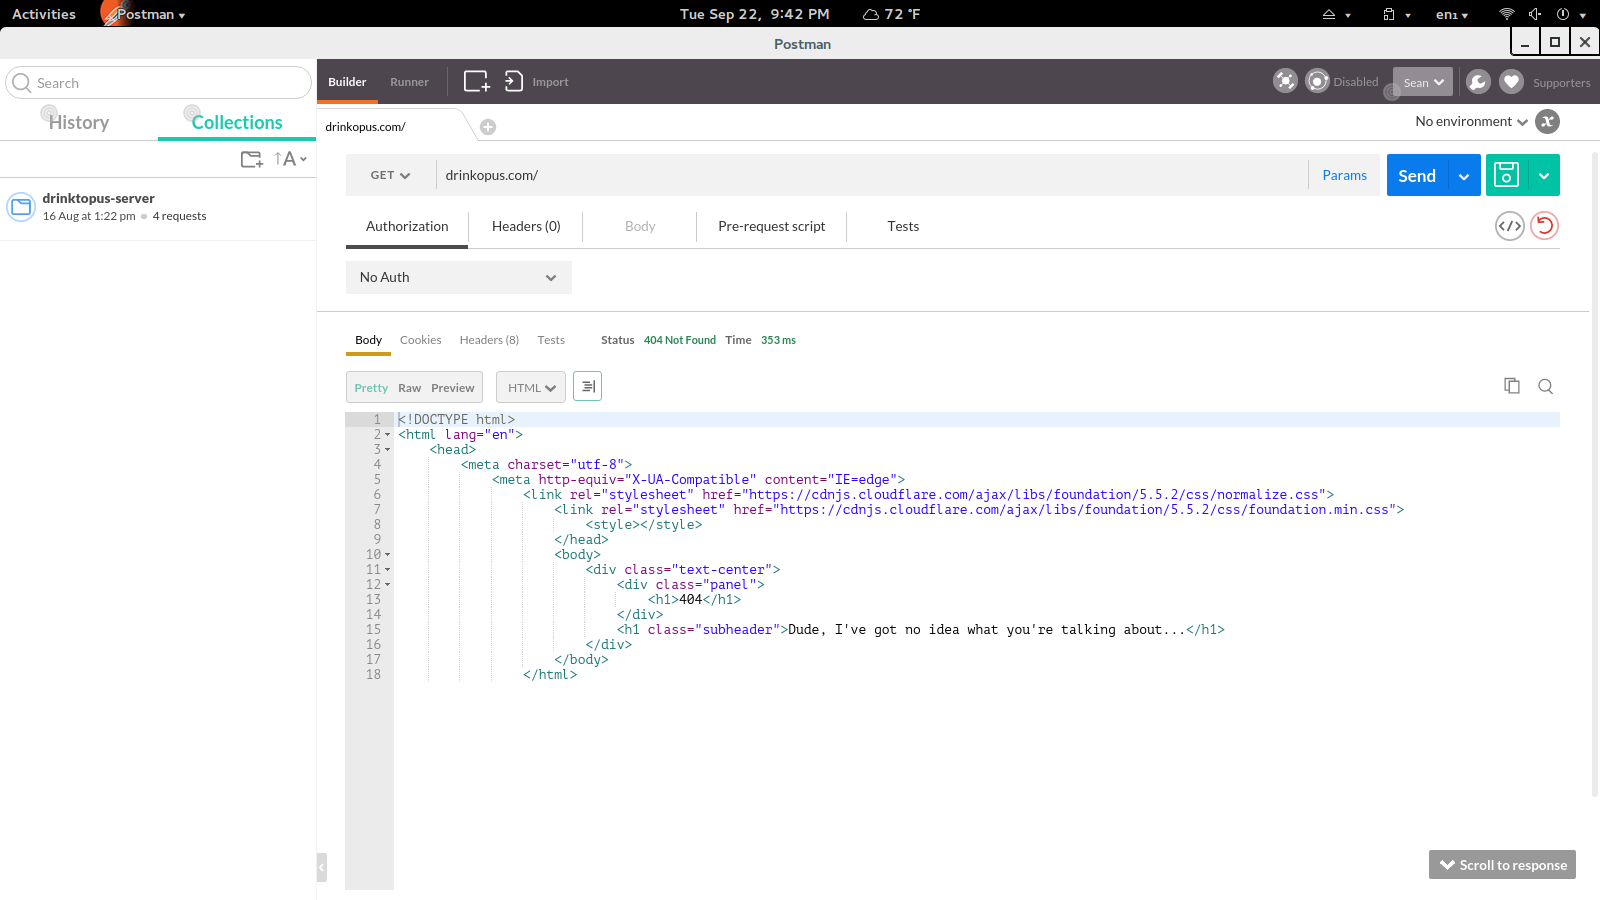 Activities Postman Tue Sep 22, 9:42 PM 72 °F en₁
Postman
Search
History Collections
A
drinktopus-server
16 Aug at 1:22 pm 4 requests
Builder Runner Import Disabled Sean Supporters
drinkopus.com/ No environment x
GET drinkopus.com/ Params Send
Authorization Headers (0) Body Pre-request script Tests </>
No Auth
Body Cookies Headers (8) Tests Status 404 Not Found Time 353 ms
Pretty Raw Preview HTML
1 <!DOCTYPE html>
2 <html lang="en">
3 <head>
4 <meta charset="utf-8">
5 <meta http-equiv="X-UA-Compatible" content="IE=edge">
6 <link rel="stylesheet" href="https://cdnjs.cloudflare.com/ajax/libs/foundation/5.5.2/css/normalize.css">
7 <link rel="stylesheet" href="https://cdnjs.cloudflare.com/ajax/libs/foundation/5.5.2/css/foundation.min.css">
8 <style></style>
9 </head>
10 <body>
11 <div class="text-center">
12 <div class="panel">
13 <h1>404</h1>
14 </div>
15 <h1 class="subheader">Dude, I've got no idea what you're talking about...</h1>
16 </div>
17 </body>
18 </html>
Scroll to response